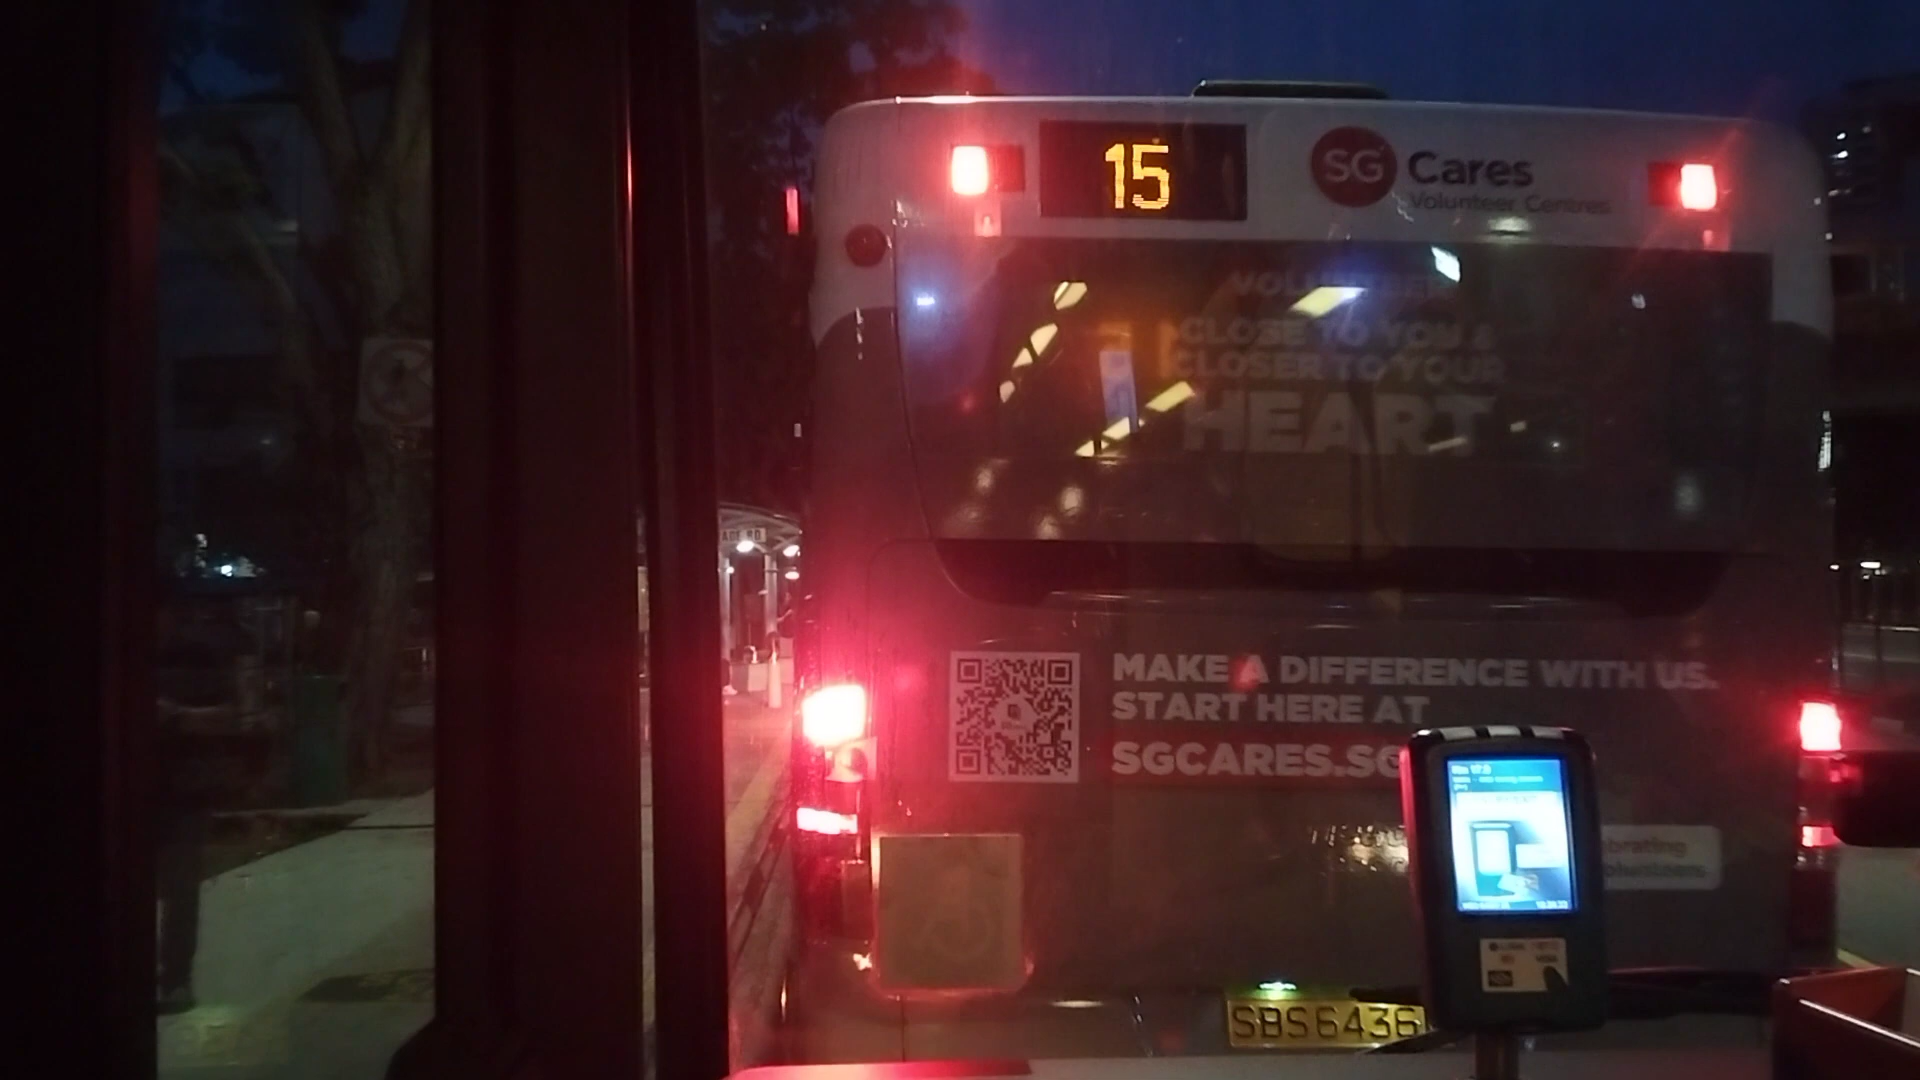 15
SG Cares
Volunteer Centres
CLOSE TO YOU &
CLOSER TO YOUR
HEART
MAKE A DIFFERENCE WITH US.
START HERE AT
SGCARES.SG
SBS6436